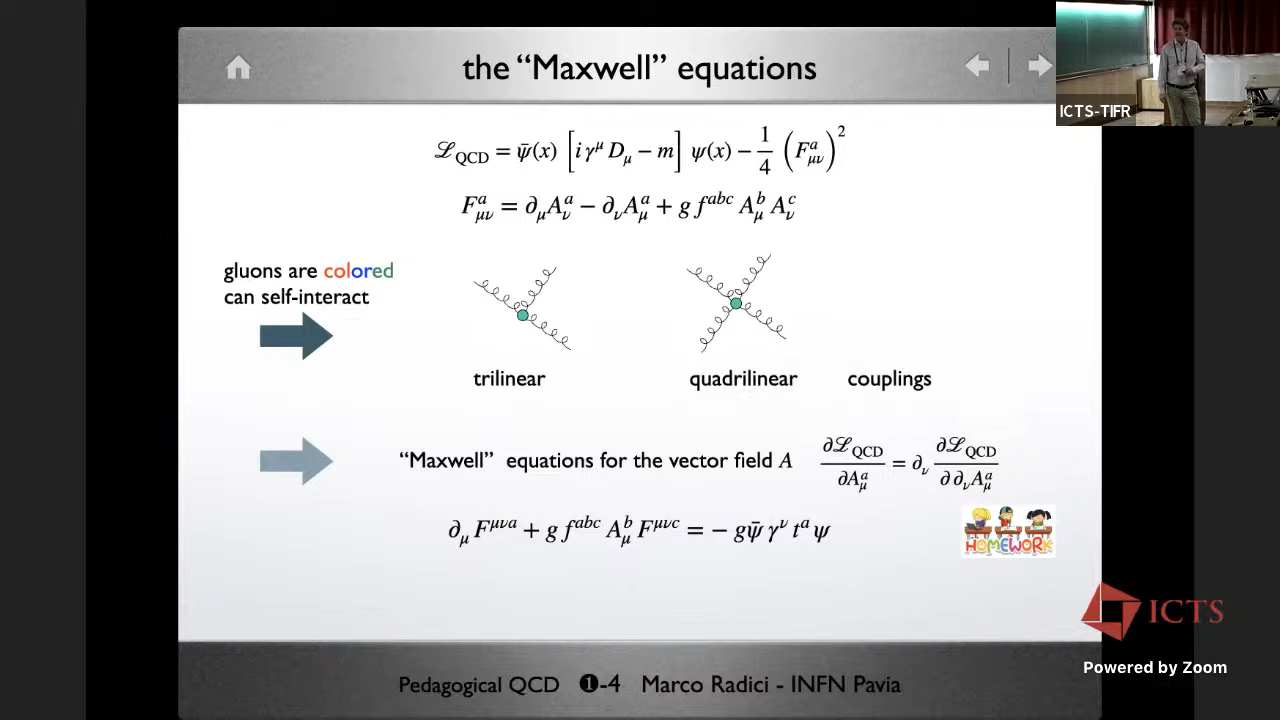 the “Maxwell” equations
ICTS-TIFR
ℒ_QCD = ψ̄(x) [i γ^μ D_μ − m] ψ(x) − 1/4 (F^a_μν)^2
F^a_μν = ∂_μ A^a_ν − ∂_ν A^a_μ + g f^abc A^b_μ A^c_ν
gluons are colored
can self-interact
trilinear quadrilinear couplings
“Maxwell” equations for the vector field A ∂ℒ_QCD/∂A^a_μ = ∂_ν ∂ℒ_QCD/∂ ∂_ν A^a_μ
∂_μ F^μνa + g f^abc A^b_μ F^μνc = − g ψ̄ γ^ν t^a ψ
HOMEWORK
ICTS
Powered by Zoom
Pedagogical QCD ❶-4 Marco Radici - INFN Pavia